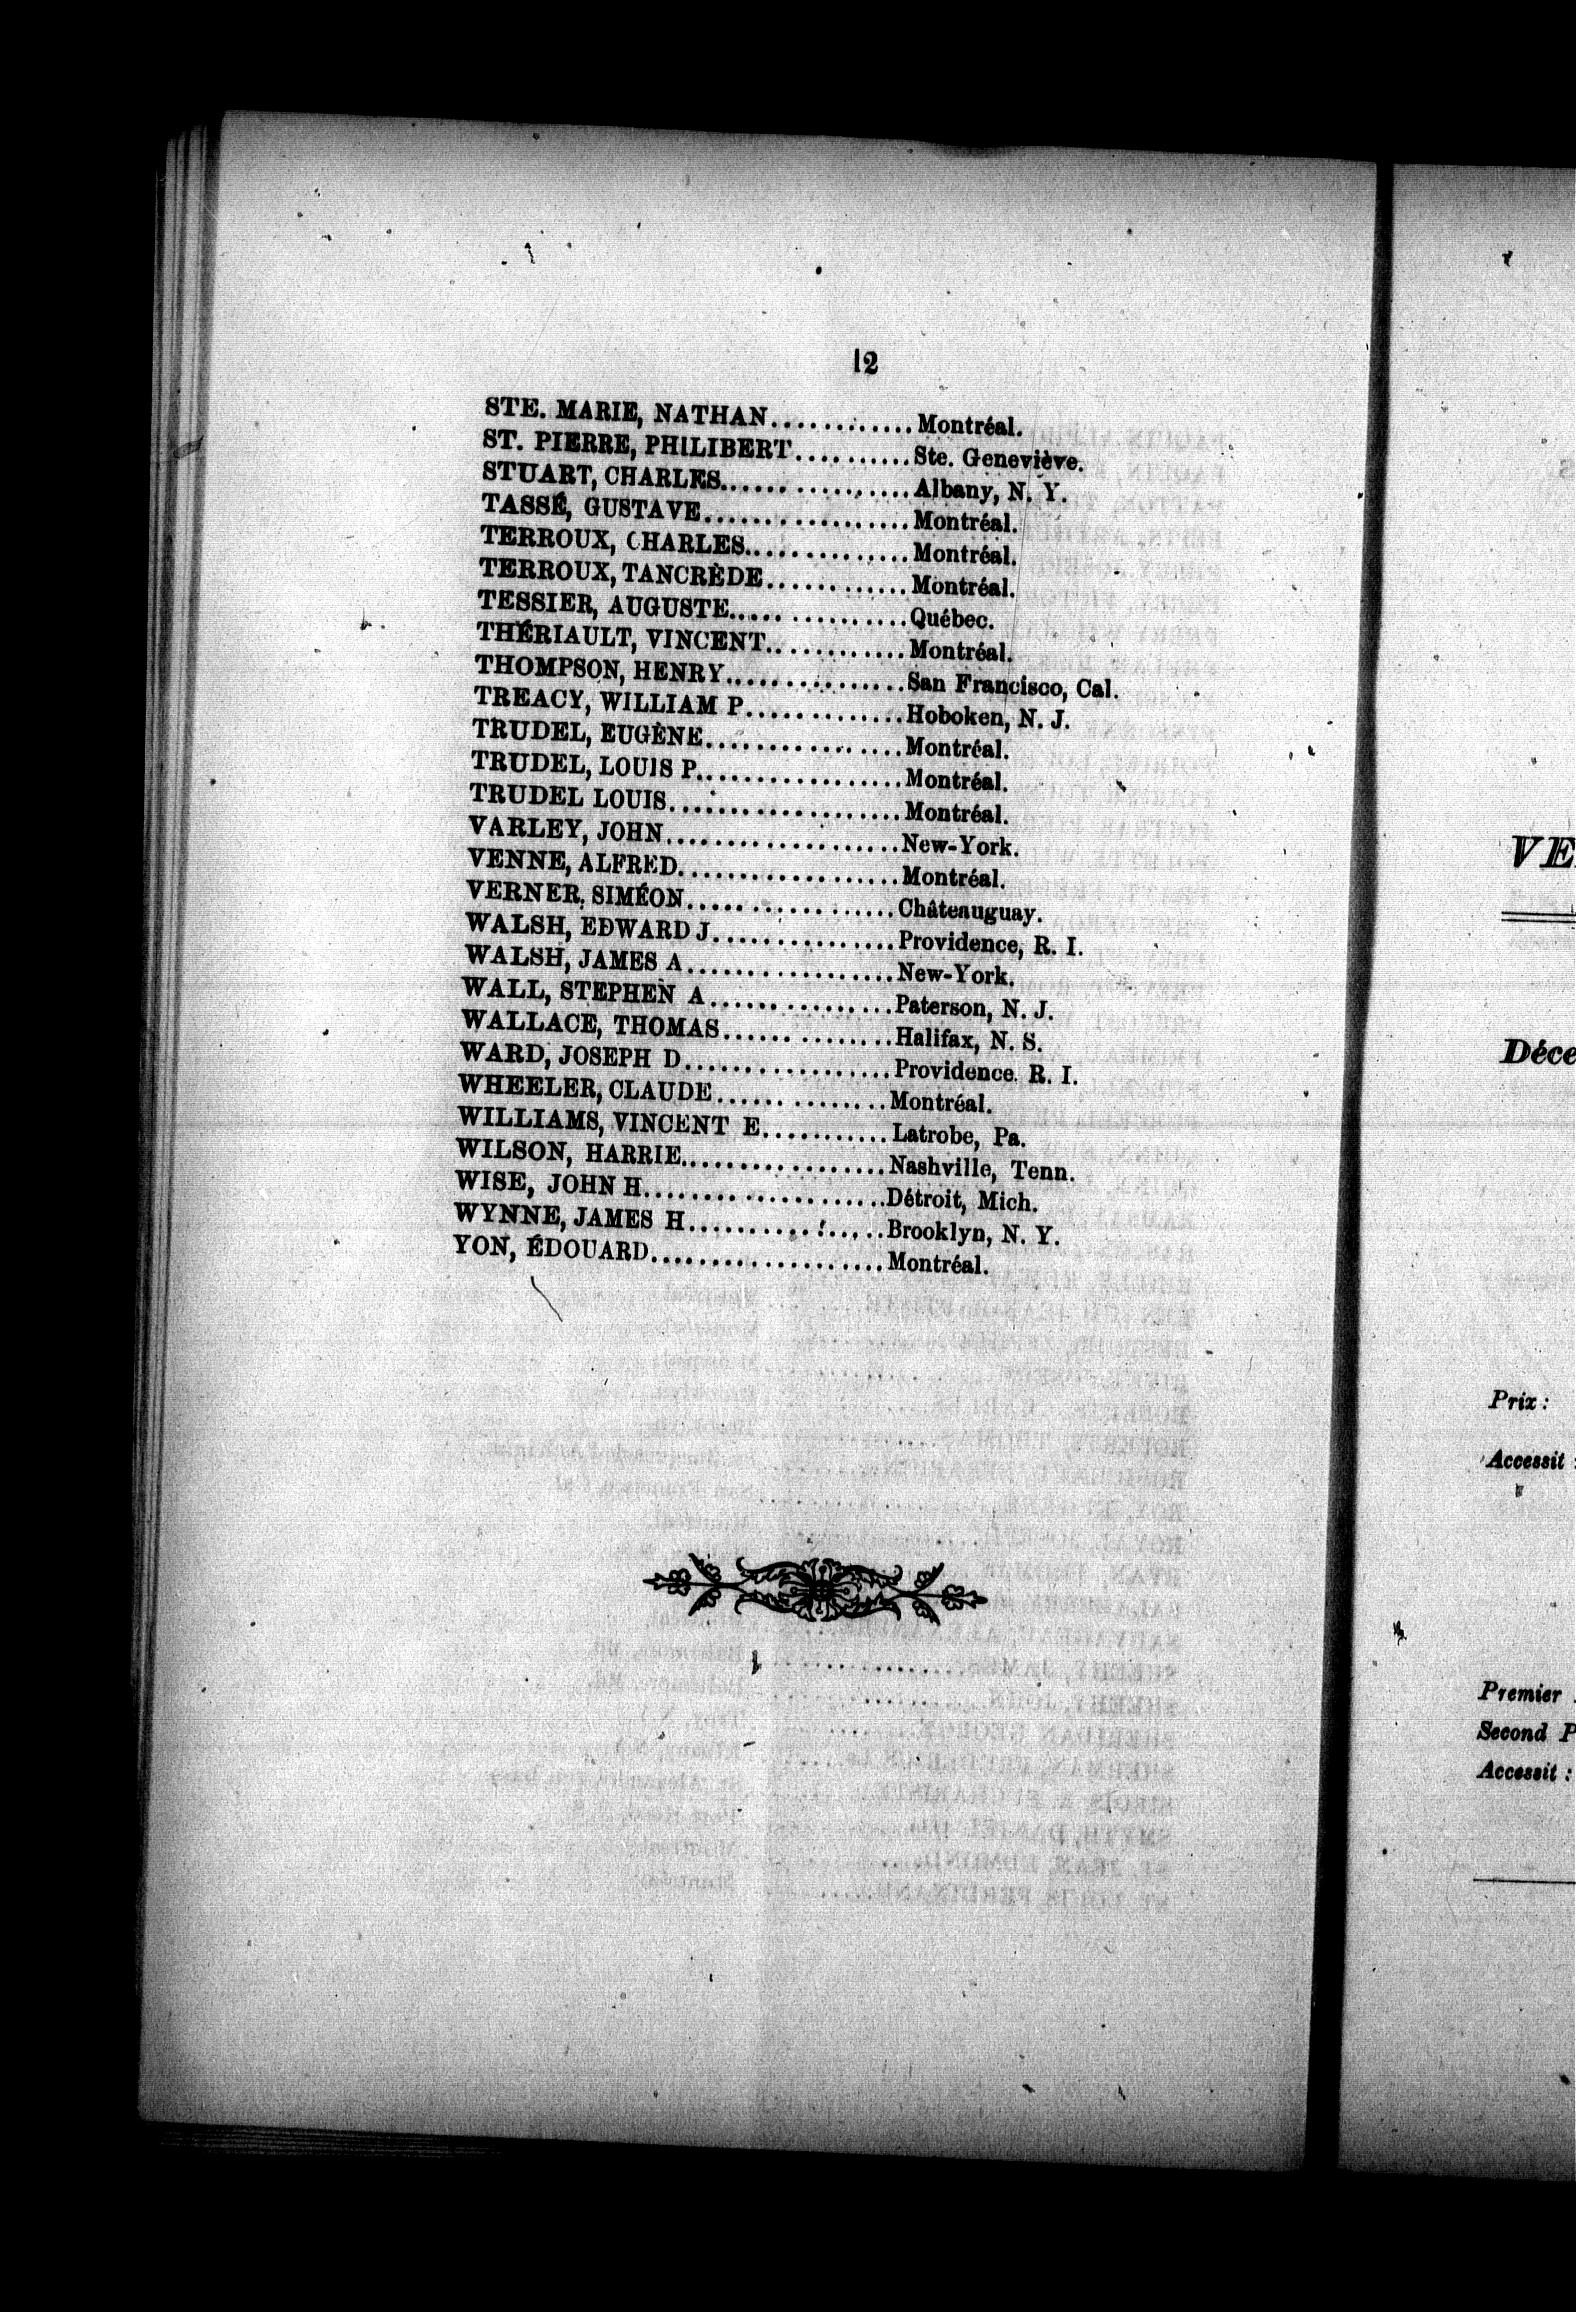 12
STE. MARIE, NATHAN............Montréal.
ST. PIERRE, PHILIBERT..........Ste. Geneviève.
STUART, CHARLES................Albany, N. Y.
TASSÉ, GUSTAVE.................Montréal.
TERROUX, CHARLES..............Montréal.
TERROUX, TANCRÈDE............Montréal.
TESSIER, AUGUSTE...............Québec.
THÉRIAULT, VINCENT............Montréal.
THOMPSON, HENRY...............San Francisco, Cal.
TREACY, WILLIAM P.............Hoboken, N. J.
TRUDEL, EUGÈNE................Montréal.
TRUDEL, LOUIS P.................Montréal.
TRUDEL LOUIS....................Montréal.
VARLEY, JOHN....................New-York.
VENNE, ALFRED...................Montréal.
VERNER, SIMÉON..................Châteauguay.
WALSH, EDWARD J................Providence, R. I.
WALSH, JAMES A..................New-York.
WALL, STEPHEN A................Paterson, N. J.
WALLACE, THOMAS..............Halifax, N. S.
WARD, JOSEPH D.................Providence. R. I.
WHEELER, CLAUDE..............Montréal.
WILLIAMS, VINCENT E...........Latrobe, Pa.
WILSON, HARRIE.................Nashville, Tenn.
WISE, JOHN H....................Détroit, Mich.
WYNNE, JAMES H.................Brooklyn, N. Y.
YON, ÉDOUARD....................Montréal.
VE
Déce
Prix :
Accessit :
Premier
Second P
Accessit :